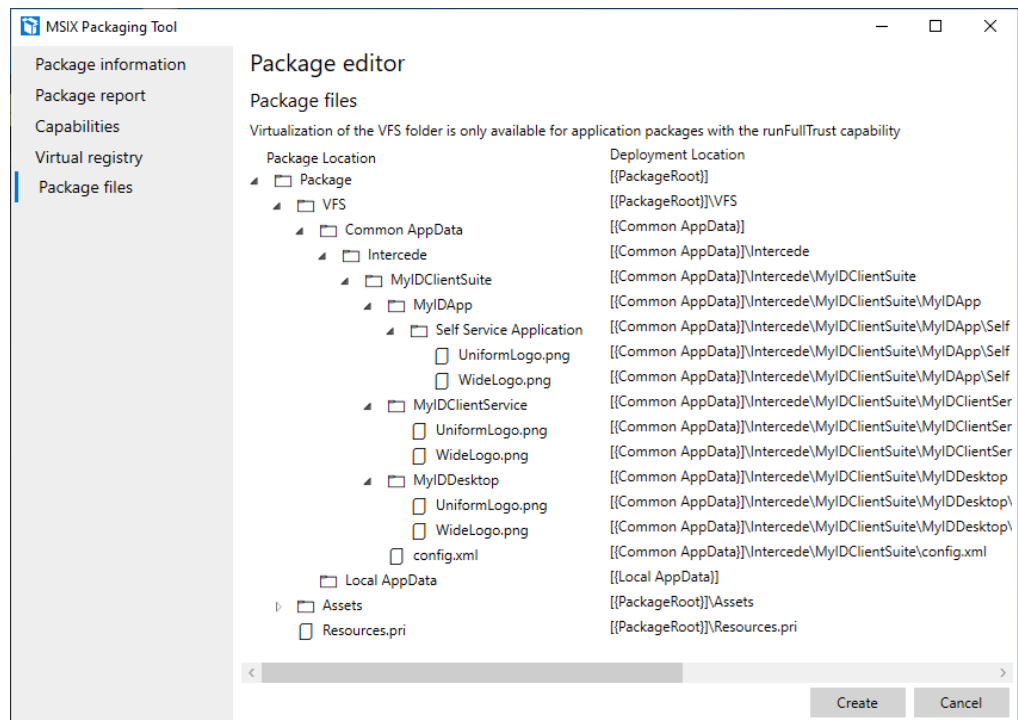 MSIX Packaging Tool
Package information
Package report
Capabilities
Virtual registry
Package files
Package editor
Package files
Virtualization of the VFS folder is only available for application packages with the runFullTrust capability
Package Location Deployment Location
Package [{PackageRoot}]
VFS [{PackageRoot}]\VFS
Common AppData [{Common AppData}]
Intercede [{Common AppData}]\Intercede
MyIDClientSuite [{Common AppData}]\Intercede\MyIDClientSuite
MyIDApp [{Common AppData}]\Intercede\MyIDClientSuite\MyIDApp
Self Service Application [{Common AppData}]\Intercede\MyIDClientSuite\MyIDApp\Self
UniformLogo.png [{Common AppData}]\Intercede\MyIDClientSuite\MyIDApp\Self
WideLogo.png [{Common AppData}]\Intercede\MyIDClientSuite\MyIDApp\Self
MyIDClientService [{Common AppData}]\Intercede\MyIDClientSuite\MyIDClientSer
UniformLogo.png [{Common AppData}]\Intercede\MyIDClientSuite\MyIDClientSer
WideLogo.png [{Common AppData}]\Intercede\MyIDClientSuite\MyIDClientSer
MyIDDesktop [{Common AppData}]\Intercede\MyIDClientSuite\MyIDDesktop
UniformLogo.png [{Common AppData}]\Intercede\MyIDClientSuite\MyIDDesktop\
WideLogo.png [{Common AppData}]\Intercede\MyIDClientSuite\MyIDDesktop\
config.xml [{Common AppData}]\Intercede\MyIDClientSuite\config.xml
Local AppData [{Local AppData}]
Assets [{PackageRoot}]\Assets
Resources.pri [{PackageRoot}]\Resources.pri
Create Cancel